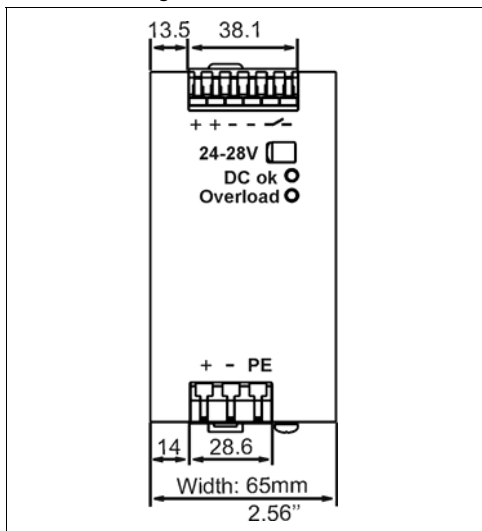 13.5 38.1
+ + - -
24-28V
DC ok
Overload
+ - PE
14 28.6
Width: 65mm
2.56"